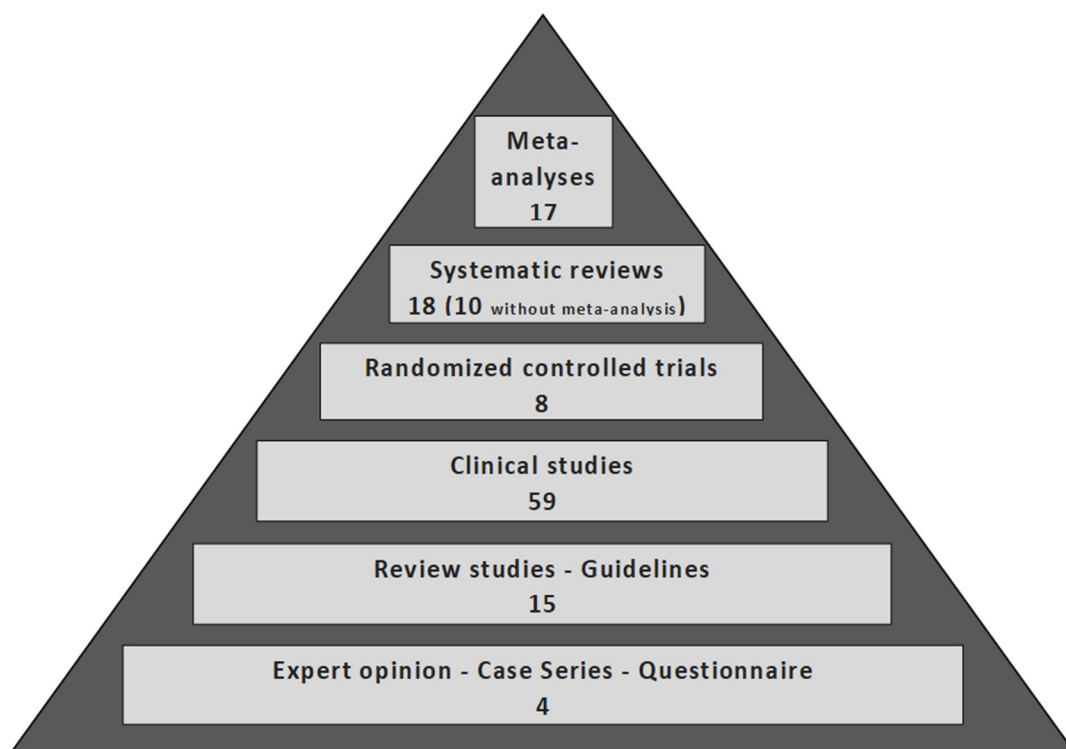 Meta-
analyses
17
Systematic reviews
18 (10 without meta-analysis)
Randomized controlled trials
8
Clinical studies
59
Review studies - Guidelines
15
Expert opinion - Case Series - Questionnaire
4